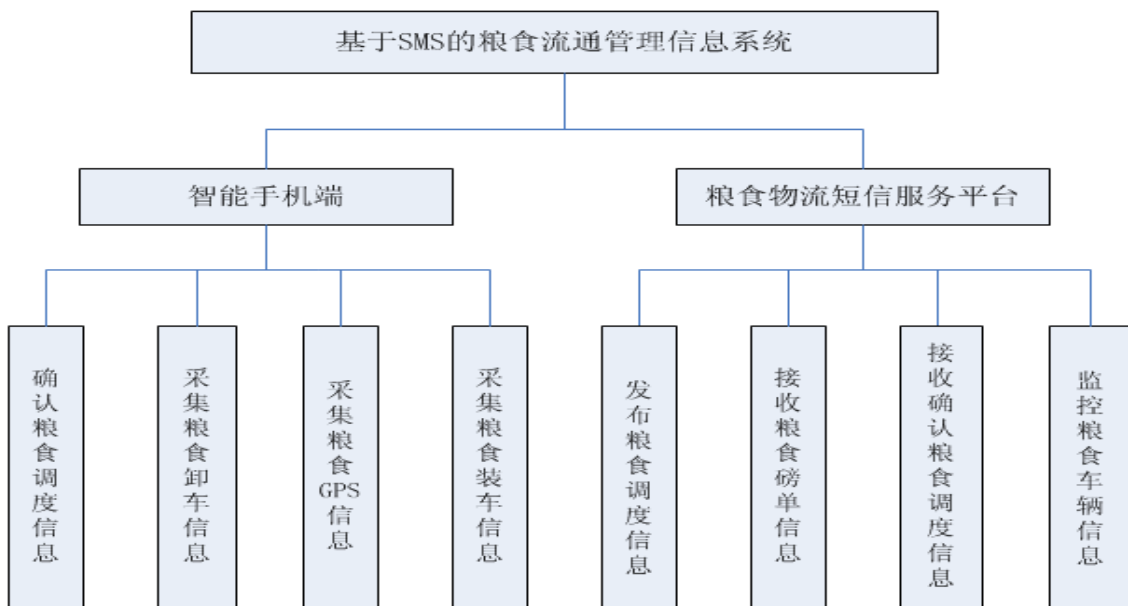 基于SMS的粮食流通管理信息系统
智能手机端
粮食物流短信服务平台
确认粮食调度信息
采集粮食卸车信息
采集粮食GPS信息
采集粮食装车信息
发布粮食调度信息
接收粮食磅单信息
接收确认粮食调度信息
监控粮食车辆信息